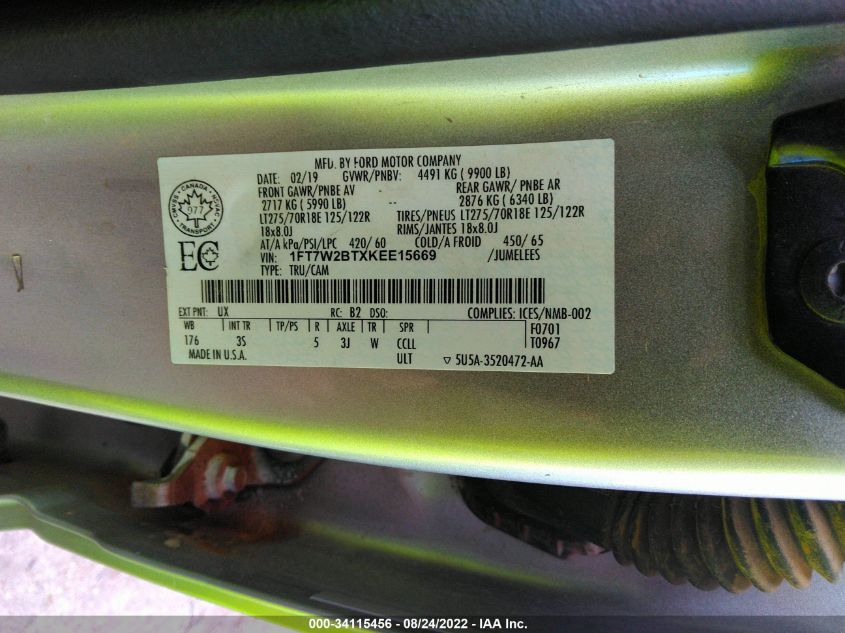 MFD. BY FORD MOTOR COMPANY
DATE: 02/19 GVWR/PNBV: 4491 KG ( 9900 LB)
FRONT GAWR/PNBE AV REAR GAWR/ PNBE AR
2717 KG ( 5990 LB) 2876 KG ( 6340 LB)
LT275/70R18E 125/122R TIRES/PNEUS LT275/70R18E 125/122R
18x8.0J RIMS/JANTES 18x8.0J
AT/A kPa/PSI/LPC 420/ 60 COLD/A FROID 450/ 65
VIN: 1FT7W2BTXKEE15669 /JUMELEES
TYPE: TRU/CAM
CMVSS CANADA NSVAC
977
TRANSPORT
EC
EXT PNT: UX RC: B2 DSO: COMPLIES: ICES/NMB-002
WB INT TR TP/PS R AXLE TR SPR F0701
176 3S 5 3J W CCLL T0967
MADE IN U.S.A. ULT ▽ 5U5A-3520472-AA
000-34115456 - 08/24/2022 - IAA Inc.